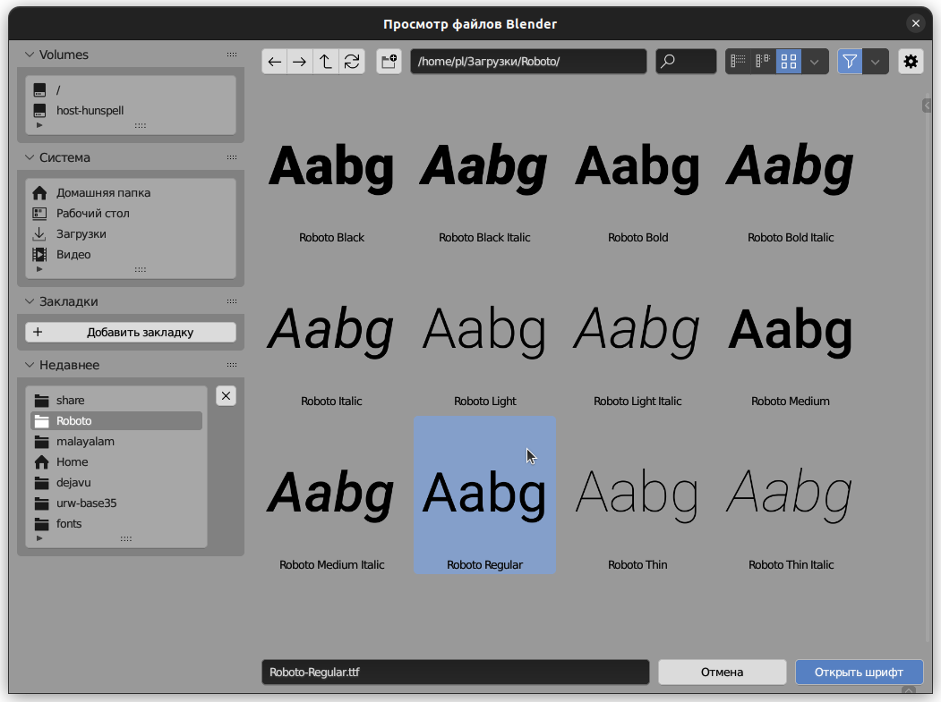 Просмотр файлов Blender
Volumes
/
host-hunspell
Система
Домашняя папка
Рабочий стол
Загрузки
Видео
Закладки
Добавить закладку
Недавнее
share
Roboto
malayalam
Home
dejavu
urw-base35
fonts
/home/pl/Загрузки/Roboto/
Aabg Aabg Aabg Aabg
Roboto Black Roboto Black Italic Roboto Bold Roboto Bold Italic
Aabg Aabg Aabg Aabg
Roboto Italic Roboto Light Roboto Light Italic Roboto Medium
Aabg Aabg Aabg Aabg
Roboto Medium Italic Roboto Regular Roboto Thin Roboto Thin Italic
Roboto-Regular.ttf Отмена Открыть шрифт